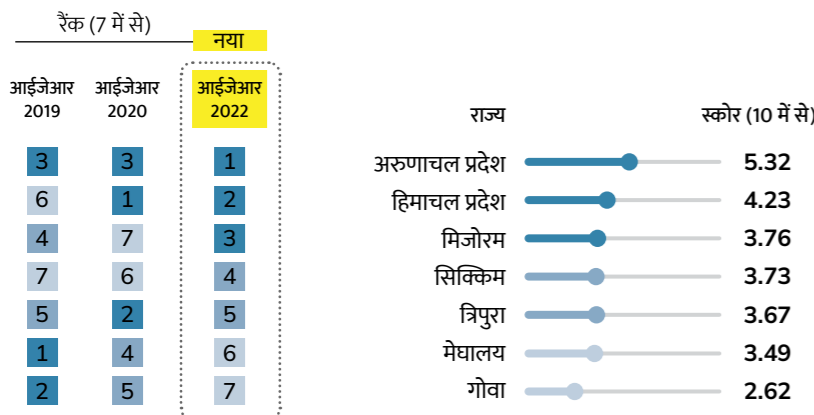 रैंक (7 में से)
नया
आईजेआर 2019 आईजेआर 2020 आईजेआर 2022 राज्य स्कोर (10 में से)
3 3 1 अरुणाचल प्रदेश 5.32
6 1 2 हिमाचल प्रदेश 4.23
4 7 3 मिजोरम 3.76
7 6 4 सिक्किम 3.73
5 2 5 त्रिपुरा 3.67
1 4 6 मेघालय 3.49
2 5 7 गोवा 2.62